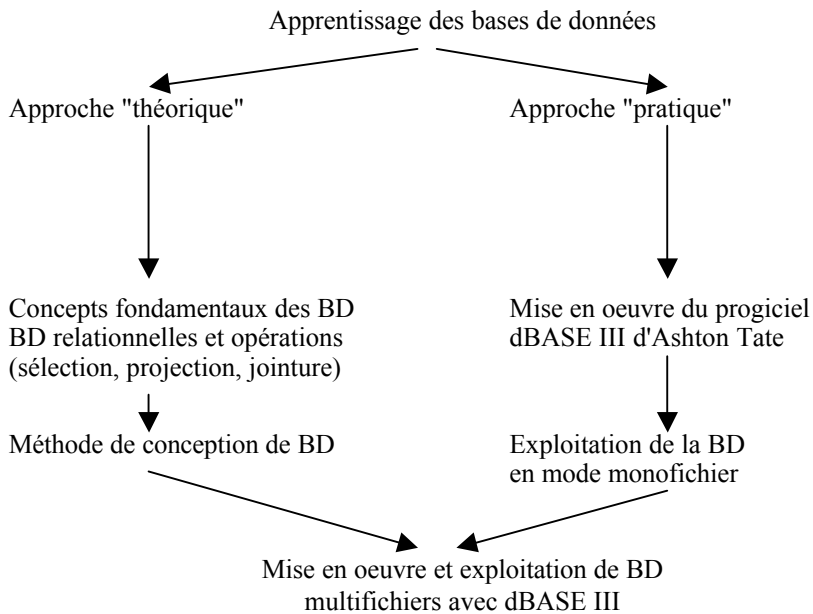 Apprentissage des bases de données
Approche "théorique"
Approche "pratique"
Concepts fondamentaux des BD
BD relationnelles et opérations
(sélection, projection, jointure)
Mise en oeuvre du progiciel
dBASE III d'Ashton Tate
Méthode de conception de BD
Exploitation de la BD
en mode monofichier
Mise en oeuvre et exploitation de BD
multifichiers avec dBASE III